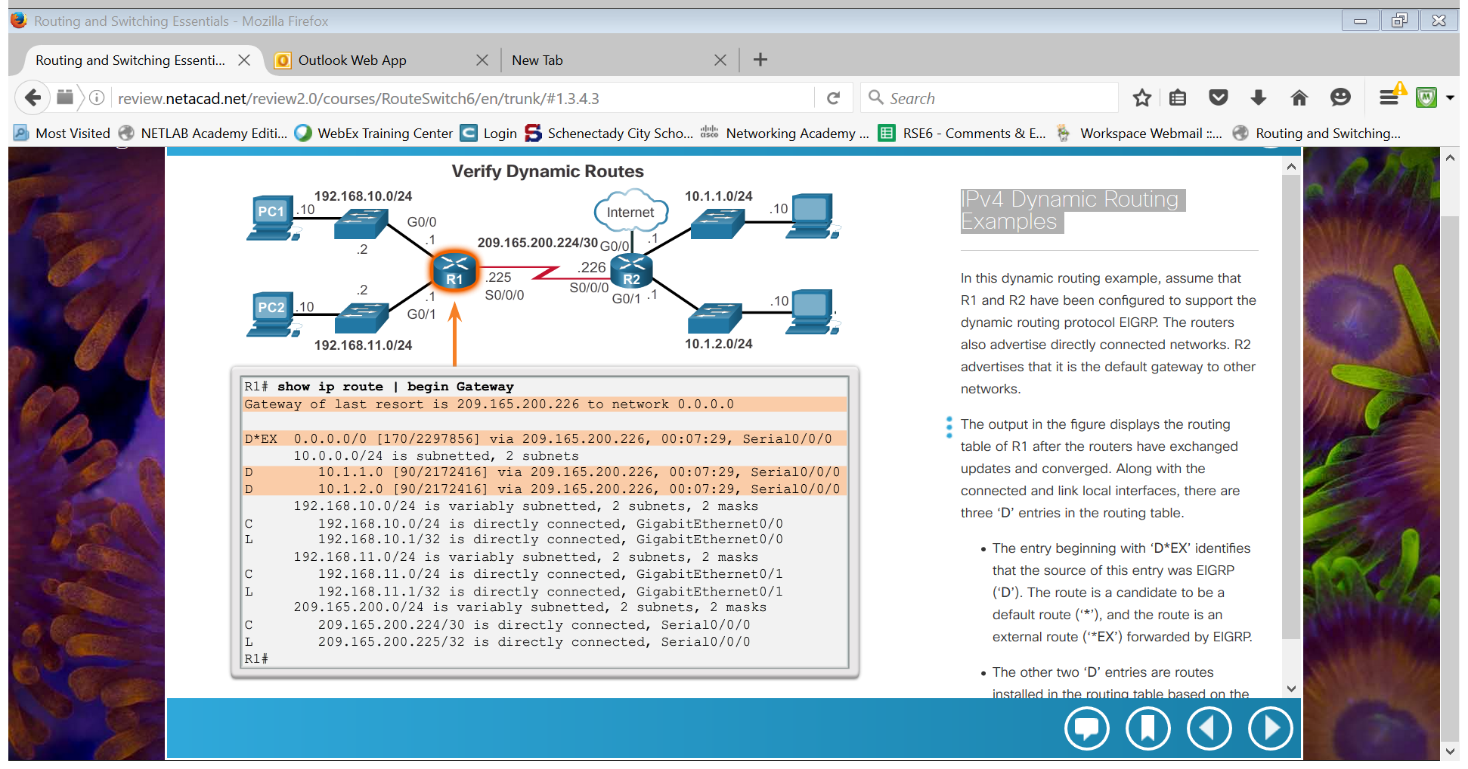 Routing and Switching Essentials - Mozilla Firefox
Routing and Switching Essenti...
Outlook Web App
New Tab
review.netacad.net/review2.0/courses/RouteSwitch6/en/trunk/#1.3.4.3
Search
Most Visited
NETLAB Academy Editi...
WebEx Training Center
Login
Schenectady City Scho...
Networking Academy ...
RSE6 - Comments & E...
Workspace Webmail ::...
Routing and Switching...
Verify Dynamic Routes
192.168.10.0/24
PC1
.10
G0/0
.1
.2
209.165.200.224/30
Internet
G0/0
.1
10.1.1.0/24
.10
R1
.225
S0/0/0
.226
S0/0/0
R2
G0/1
.1
.2
PC2
.10
.1
G0/1
192.168.11.0/24
.10
10.1.2.0/24
R1# show ip route | begin Gateway
Gateway of last resort is 209.165.200.226 to network 0.0.0.0
D*EX 0.0.0.0/0 [170/2297856] via 209.165.200.226, 00:07:29, Serial0/0/0
10.0.0.0/24 is subnetted, 2 subnets
D 10.1.1.0 [90/2172416] via 209.165.200.226, 00:07:29, Serial0/0/0
D 10.1.2.0 [90/2172416] via 209.165.200.226, 00:07:29, Serial0/0/0
192.168.10.0/24 is variably subnetted, 2 subnets, 2 masks
C 192.168.10.0/24 is directly connected, GigabitEthernet0/0
L 192.168.10.1/32 is directly connected, GigabitEthernet0/0
192.168.11.0/24 is variably subnetted, 2 subnets, 2 masks
C 192.168.11.0/24 is directly connected, GigabitEthernet0/1
L 192.168.11.1/32 is directly connected, GigabitEthernet0/1
209.165.200.0/24 is variably subnetted, 2 subnets, 2 masks
C 209.165.200.224/30 is directly connected, Serial0/0/0
L 209.165.200.225/32 is directly connected, Serial0/0/0
R1#
IPv4 Dynamic Routing
Examples
In this dynamic routing example, assume that
R1 and R2 have been configured to support the
dynamic routing protocol EIGRP. The routers
also advertise directly connected networks. R2
advertises that it is the default gateway to other
networks.
The output in the figure displays the routing
table of R1 after the routers have exchanged
updates and converged. Along with the
connected and link local interfaces, there are
three ‘D’ entries in the routing table.
• The entry beginning with ‘D*EX’ identifies
that the source of this entry was EIGRP
(‘D’). The route is a candidate to be a
default route (‘*’), and the route is an
external route (‘*EX’) forwarded by EIGRP.
• The other two ‘D’ entries are routes
installed in the routing table based on the